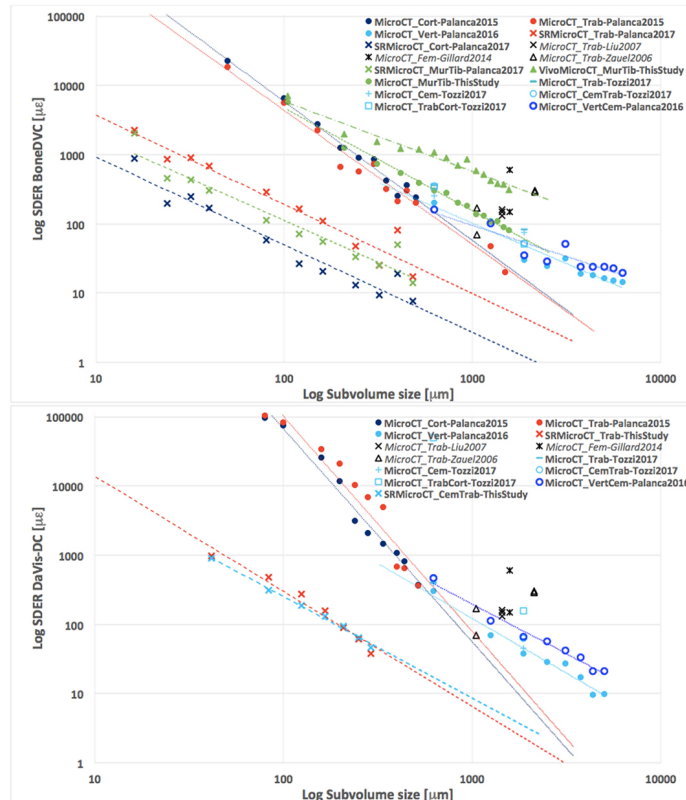 Log SDER BoneDVC [με]
MicroCT_Cort-Palanca2015
MicroCT_Trab-Palanca2015
MicroCT_Vert-Palanca2016
SRMicroCT_Trab-Palanca2017
SRMicroCT_Cort-Palanca2017
MicroCT_Trab-Liu2007
MicroCT_Fem-Gillard2014
MicroCT_Trab-Zauel2006
SRMicroCT_MurTib-Palanca2017
VivoMicroCT_MurTib-ThisStudy
MicroCT_MurTib-ThisStudy
MicroCT_Trab-Tozzi2017
MicroCT_Cem-Tozzi2017
MicroCT_CemTrab-Tozzi2017
MicroCT_TrabCort-Tozzi2017
MicroCT_VertCem-Palanca2016
100000
10000
1000
100
10
1
10
100
1000
10000
Log Subvolume size [μm]
Log SDER DaVis-DC [με]
MicroCT_Cort-Palanca2015
MicroCT_Trab-Palanca2015
MicroCT_Vert-Palanca2016
SRMicroCT_Trab-ThisStudy
MicroCT_Trab-Liu2007
MicroCT_Fem-Gillard2014
MicroCT_Trab-Zauel2006
MicroCT_Trab-Tozzi2017
MicroCT_Cem-Tozzi2017
MicroCT_CemTrab-Tozzi2017
MicroCT_TrabCort-Tozzi2017
MicroCT_VertCem-Palanca2016
SRMicroCT_CemTrab-ThisStudy
100000
10000
1000
100
10
1
10
100
1000
10000
Log Subvolume size [μm]